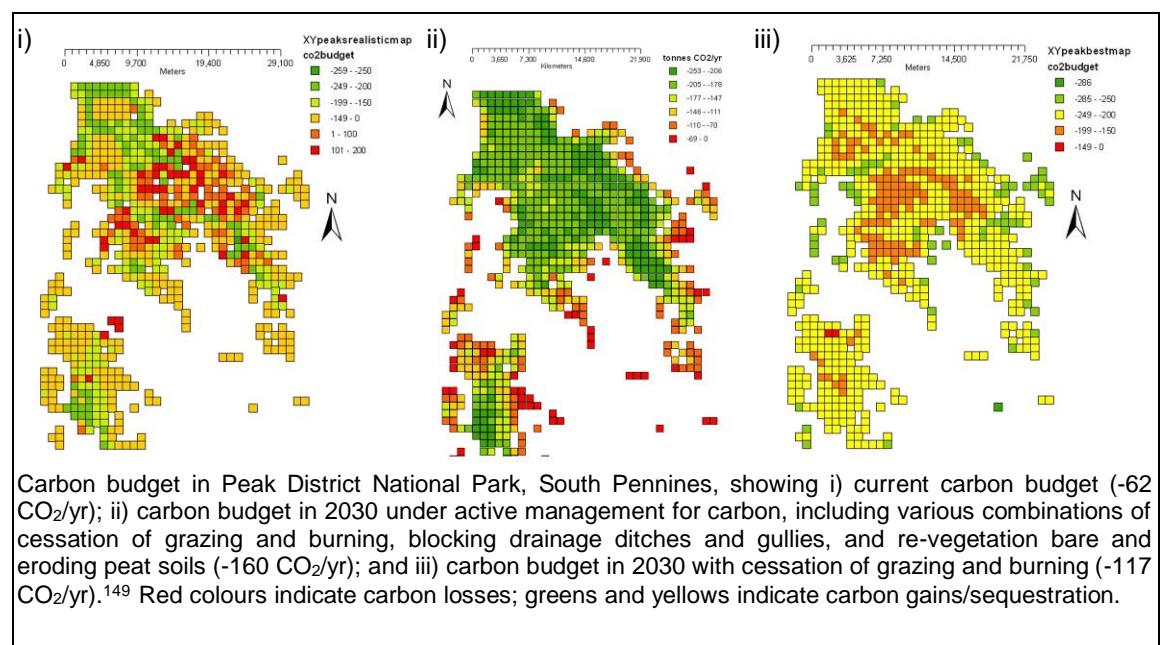 i)
XYpeaksrealisticmap
co2budget
0 4,850 9,700 19,400 29,100
Meters
-259 - -250
-249 - -200
-199 - -150
-149 - 0
1 - 100
101 - 200
N
ii)
0 3,650 7,300 14,600 21,900
Kilometers
tonnes CO2/yr
-253 - -206
-205 - -178
-177 - -147
-146 - -111
-110 - -70
-69 - 0
N
iii)
XYpeakbestmap
co2budget
0 3,625 7,250 14,500 21,750
Meters
-286
-285 - -250
-249 - -200
-199 - -150
-149 - 0
N
Carbon budget in Peak District National Park, South Pennines, showing i) current carbon budget (-62
CO₂/yr); ii) carbon budget in 2030 under active management for carbon, including various combinations of
cessation of grazing and burning, blocking drainage ditches and gullies, and re-vegetation bare and
eroding peat soils (-160 CO₂/yr); and iii) carbon budget in 2030 with cessation of grazing and burning (-117
CO₂/yr).¹⁴⁹ Red colours indicate carbon losses; greens and yellows indicate carbon gains/sequestration.